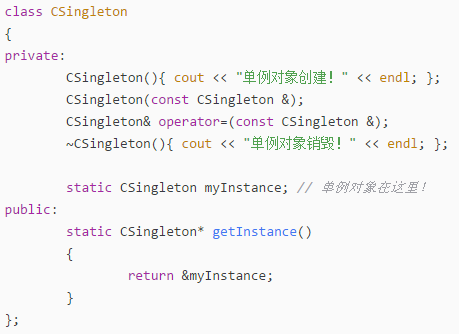 class CSingleton
{
private:
        CSingleton(){ cout << "单例对象创建！" << endl; };
        CSingleton(const CSingleton &);
        CSingleton& operator=(const CSingleton &);
        ~CSingleton(){ cout << "单例对象销毁！" << endl; };
        static CSingleton myInstance; // 单例对象在这里！
public:
        static CSingleton* getInstance()
        {
                return &myInstance;
        }
};